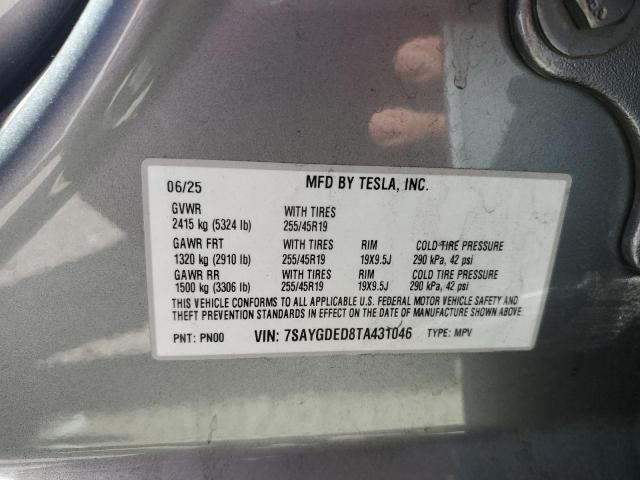 06/25 MFD BY TESLA, INC.
GVWR WITH TIRES
2415 kg (5324 lb) 255/45R19
GAWR FRT WITH TIRES RIM COLD TIRE PRESSURE
1320 kg (2910 lb) 255/45R19 19X9.5J 290 kPa, 42 psi
GAWR RR WITH TIRES RIM COLD TIRE PRESSURE
1500 kg (3306 lb) 255/45R19 19X9.5J 290 kPa, 42 psi
THIS VEHICLE CONFORMS TO ALL APPLICABLE U.S. FEDERAL MOTOR VEHICLE SAFETY AND
THEFT PREVENTION STANDARDS IN EFFECT ON THE DATE OF MANUFACTURE SHOWN ABOVE.
PNT: PN00 VIN: 7SAYGDED8TA431046 TYPE: MPV